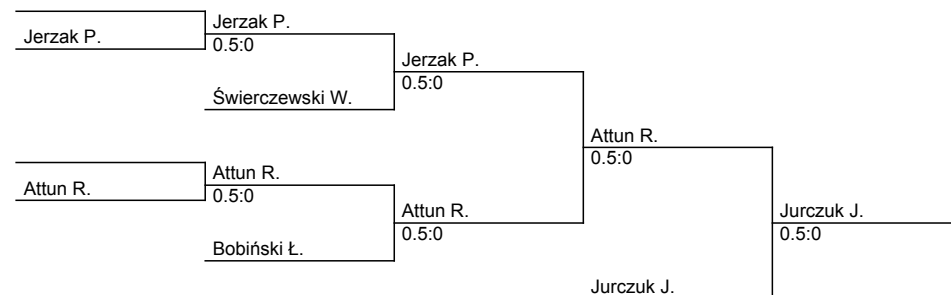 Jerzak P.
Jerzak P.
0.5:0
Świerczewski W.
Jerzak P.
0.5:0
Attun R.
Attun R.
0.5:0
Bobiński Ł.
Attun R.
0.5:0
Attun R.
0.5:0
Jurczuk J.
Jurczuk J.
0.5:0